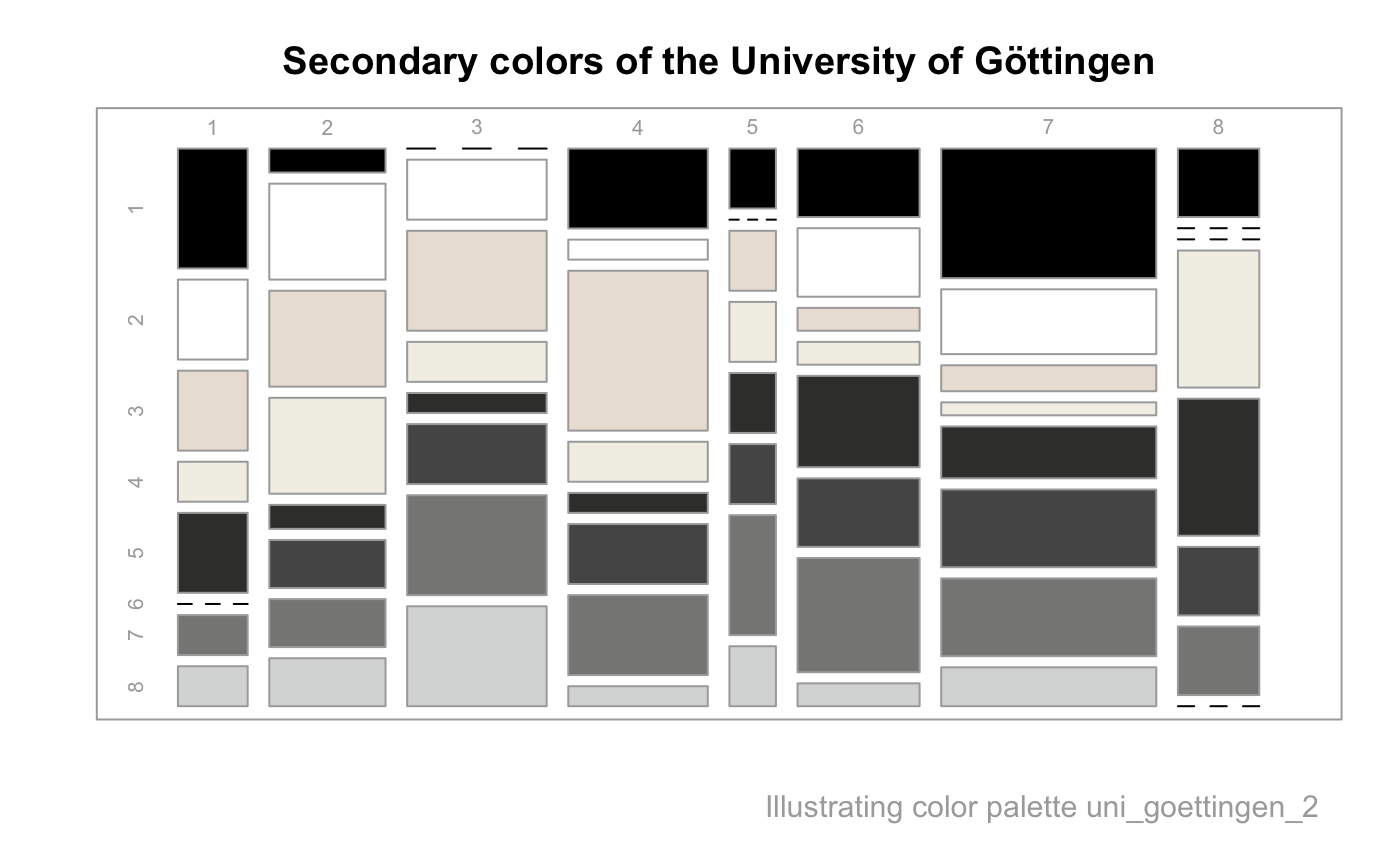 Secondary colors of the University of Göttingen
1 2 3 4 5 6 7 8
1
2
3
4
5
6
7
8
Illustrating color palette uni_goettingen_2